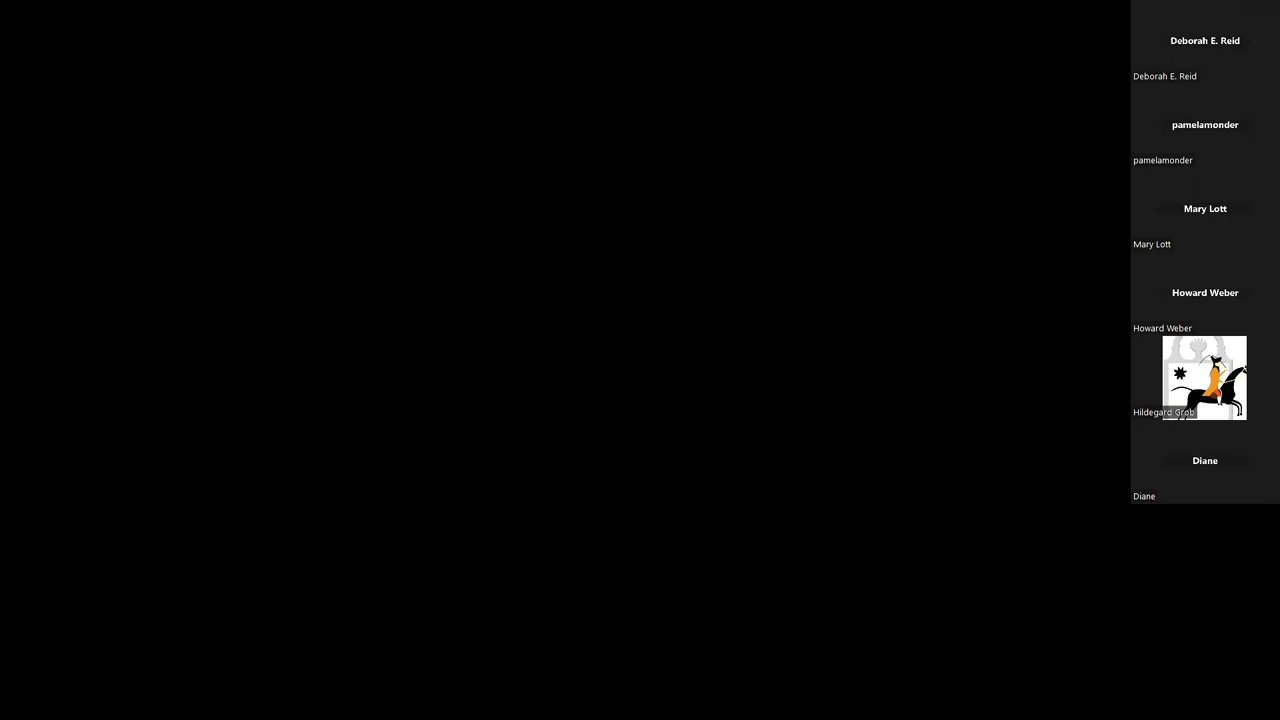 Deborah E. Reid
Deborah E. Reid
pamelamonder
pamelamonder
Mary Lott
Mary Lott
Howard Weber
Howard Weber
Hildegard Grob
Diane
Diane